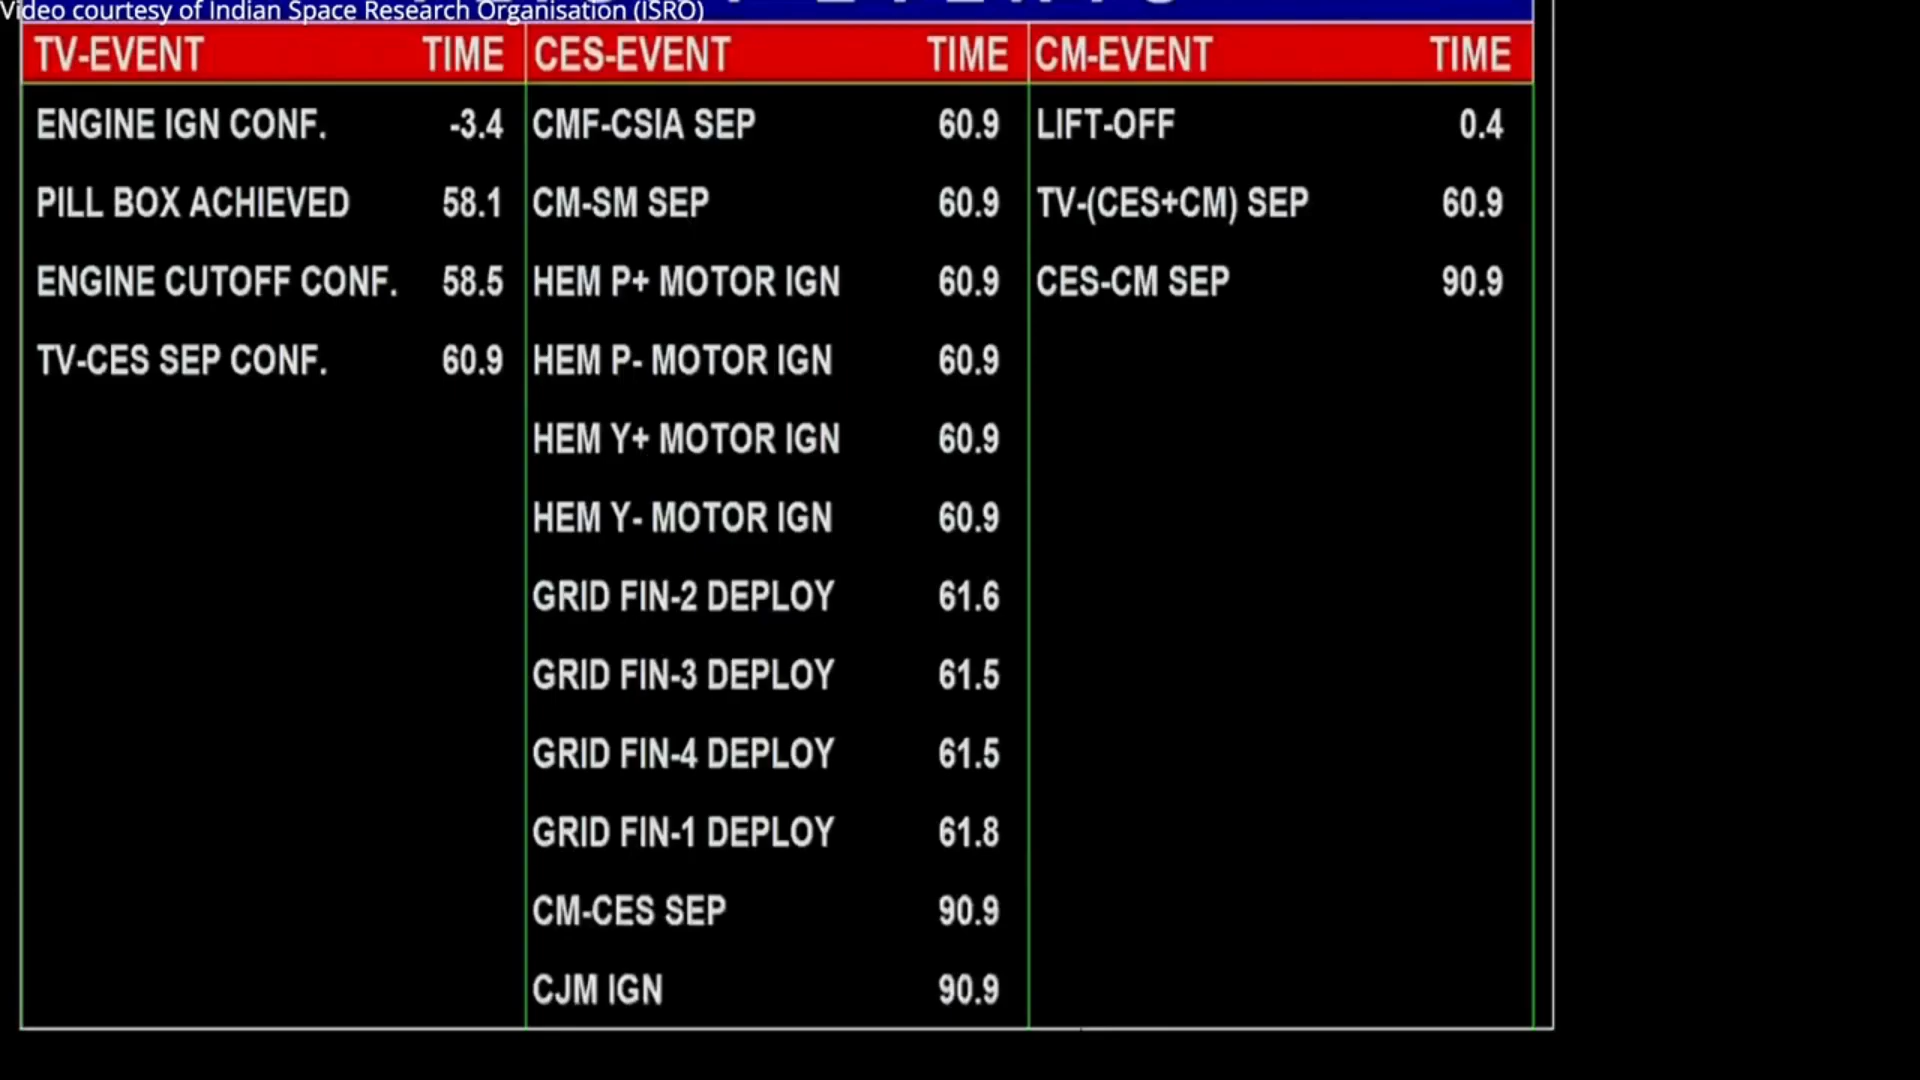 Video courtesy of Indian Space Research Organisation (ISRO)
TV-EVENT TIME CES-EVENT TIME CM-EVENT TIME
ENGINE IGN CONF. -3.4 CMF-CSIA SEP 60.9 LIFT-OFF 0.4
PILL BOX ACHIEVED 58.1 CM-SM SEP 60.9 TV-(CES+CM) SEP 60.9
ENGINE CUTOFF CONF. 58.5 HEM P+ MOTOR IGN 60.9 CES-CM SEP 90.9
TV-CES SEP CONF. 60.9 HEM P- MOTOR IGN 60.9
HEM Y+ MOTOR IGN 60.9
HEM Y- MOTOR IGN 60.9
GRID FIN-2 DEPLOY 61.6
GRID FIN-3 DEPLOY 61.5
GRID FIN-4 DEPLOY 61.5
GRID FIN-1 DEPLOY 61.8
CM-CES SEP 90.9
CJM IGN 90.9